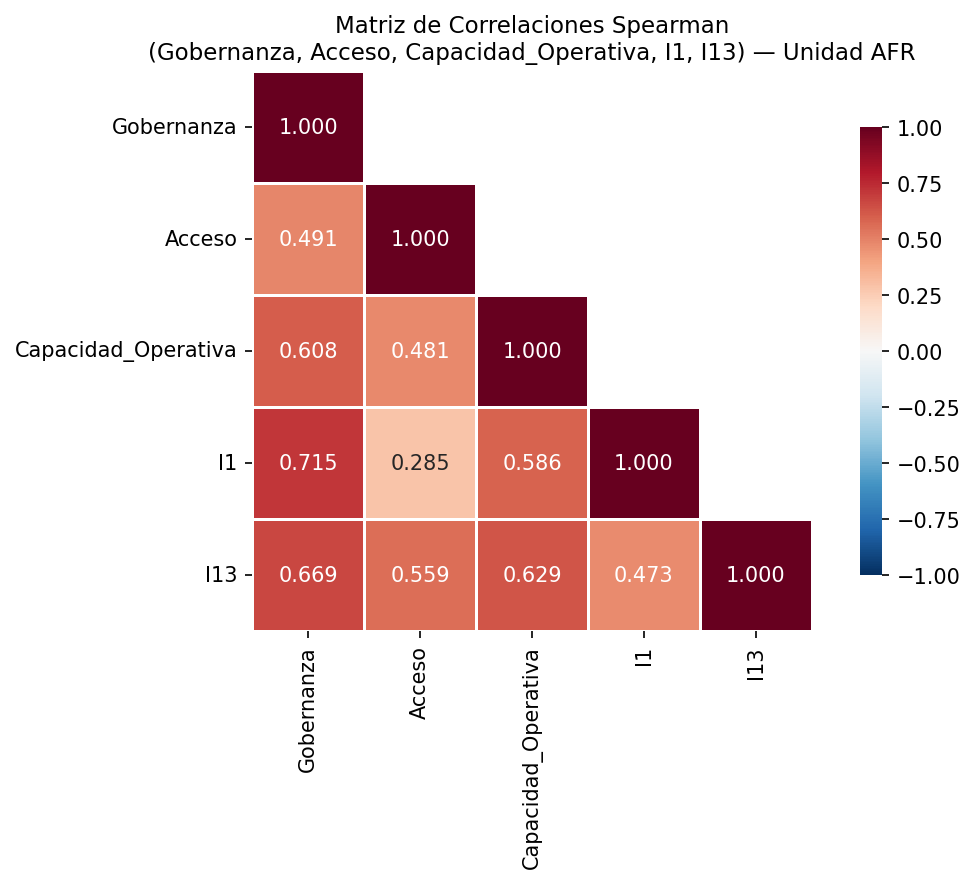 Matriz de Correlaciones Spearman
(Gobernanza, Acceso, Capacidad_Operativa, I1, I13) — Unidad AFR
Gobernanza 1.000
Acceso 0.491 1.000
Capacidad_Operativa 0.608 0.481 1.000
I1 0.715 0.285 0.586 1.000
I13 0.669 0.559 0.629 0.473 1.000
Gobernanza
Acceso
Capacidad_Operativa
I1
I13
1.00
0.75
0.50
0.25
0.00
−0.25
−0.50
−0.75
−1.00